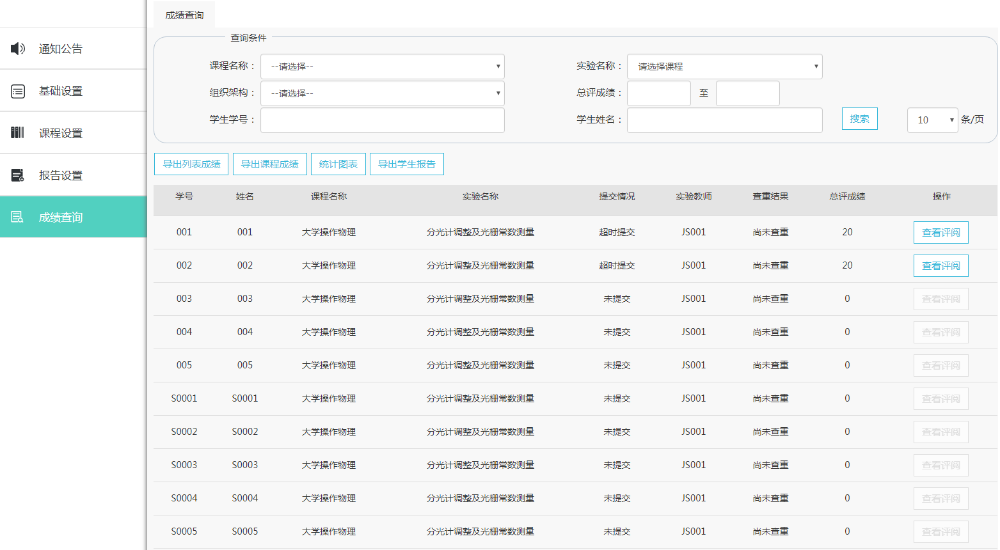 成绩查询
通知公告
基础设置
课程设置
报告设置
成绩查询
查询条件
课程名称： --请选择-- 实验名称： 请选择课程
组织架构： --请选择-- 总评成绩： 至
学生学号： 学生姓名： 搜索 10 条/页
导出列表成绩 导出课程成绩 统计图表 导出学生报告
学号 姓名 课程名称 实验名称 提交情况 实验教师 查重结果 总评成绩 操作
001 001 大学操作物理 分光计调整及光栅常数测量 超时提交 JS001 尚未查重 20 查看评阅
002 002 大学操作物理 分光计调整及光栅常数测量 超时提交 JS001 尚未查重 20 查看评阅
003 003 大学操作物理 分光计调整及光栅常数测量 未提交 JS001 尚未查重 0 查看评阅
004 004 大学操作物理 分光计调整及光栅常数测量 未提交 JS001 尚未查重 0 查看评阅
005 005 大学操作物理 分光计调整及光栅常数测量 未提交 JS001 尚未查重 0 查看评阅
S0001 S0001 大学操作物理 分光计调整及光栅常数测量 未提交 JS001 尚未查重 0 查看评阅
S0002 S0002 大学操作物理 分光计调整及光栅常数测量 未提交 JS001 尚未查重 0 查看评阅
S0003 S0003 大学操作物理 分光计调整及光栅常数测量 未提交 JS001 尚未查重 0 查看评阅
S0004 S0004 大学操作物理 分光计调整及光栅常数测量 未提交 JS001 尚未查重 0 查看评阅
S0005 S0005 大学操作物理 分光计调整及光栅常数测量 未提交 JS001 尚未查重 0 查看评阅